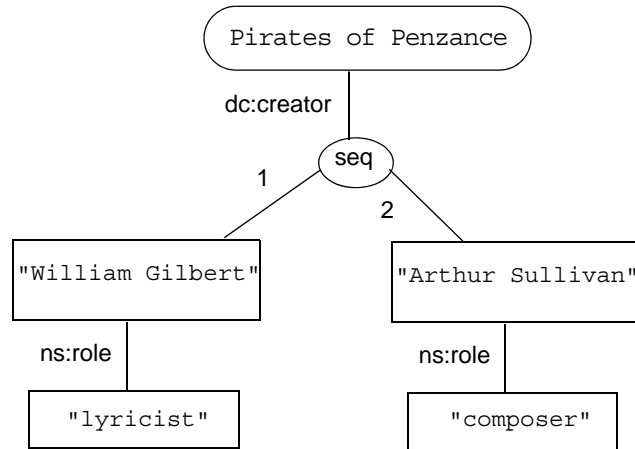 Pirates of Penzance
dc:creator
seq
1
2
"William Gilbert"
"Arthur Sullivan"
ns:role
ns:role
"lyricist"
"composer"